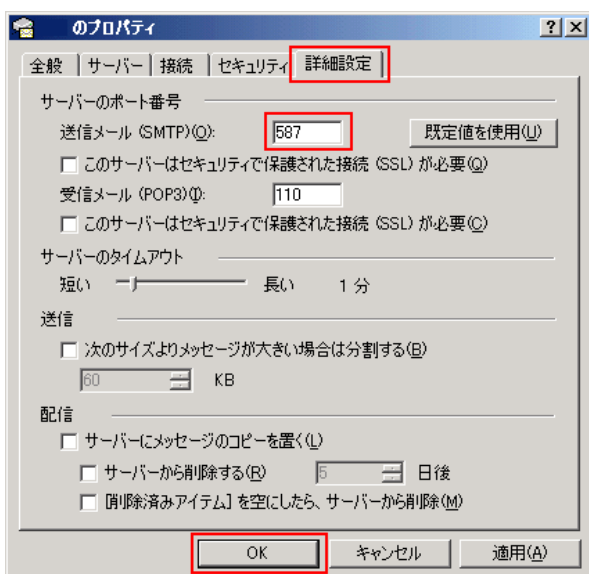 のプロパティ
全般 サーバー 接続 セキュリティ 詳細設定
サーバーのポート番号
送信メール (SMTP)(O): 587 既定値を使用(U)
このサーバーはセキュリティで保護された接続 (SSL) が必要(Q)
受信メール (POP3)(I): 110
このサーバーはセキュリティで保護された接続 (SSL) が必要(C)
サーバーのタイムアウト
短い 長い 1 分
送信
次のサイズよりメッセージが大きい場合は分割する(B)
60 KB
配信
サーバーにメッセージのコピーを置く(L)
サーバーから削除する(R) 5 日後
[削除済みアイテム] を空にしたら、サーバーから削除(M)
OK キャンセル 適用(A)